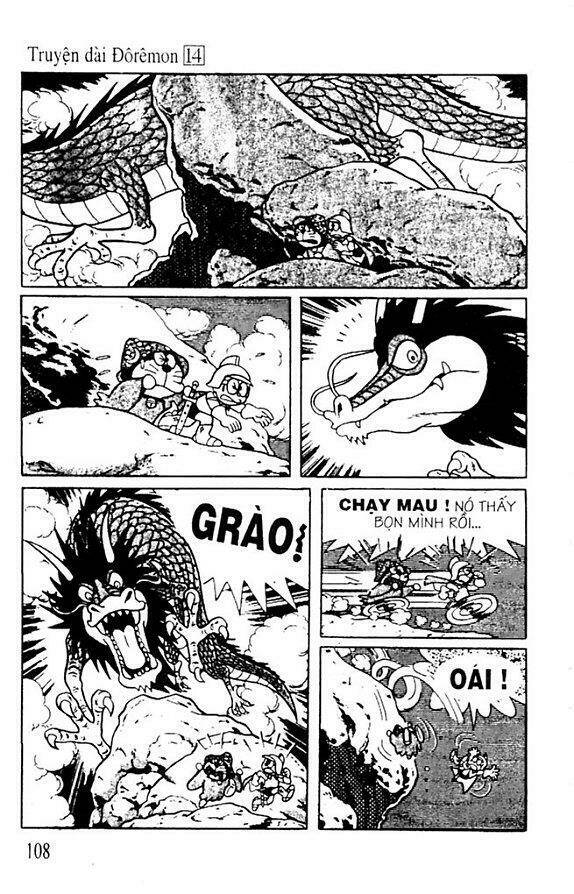 Truyện dài Đôrêmon 14
GRÀO!
CHẠY MAU ! NÓ THẤY
BỌN MÌNH RỒI...
OÁI !
108